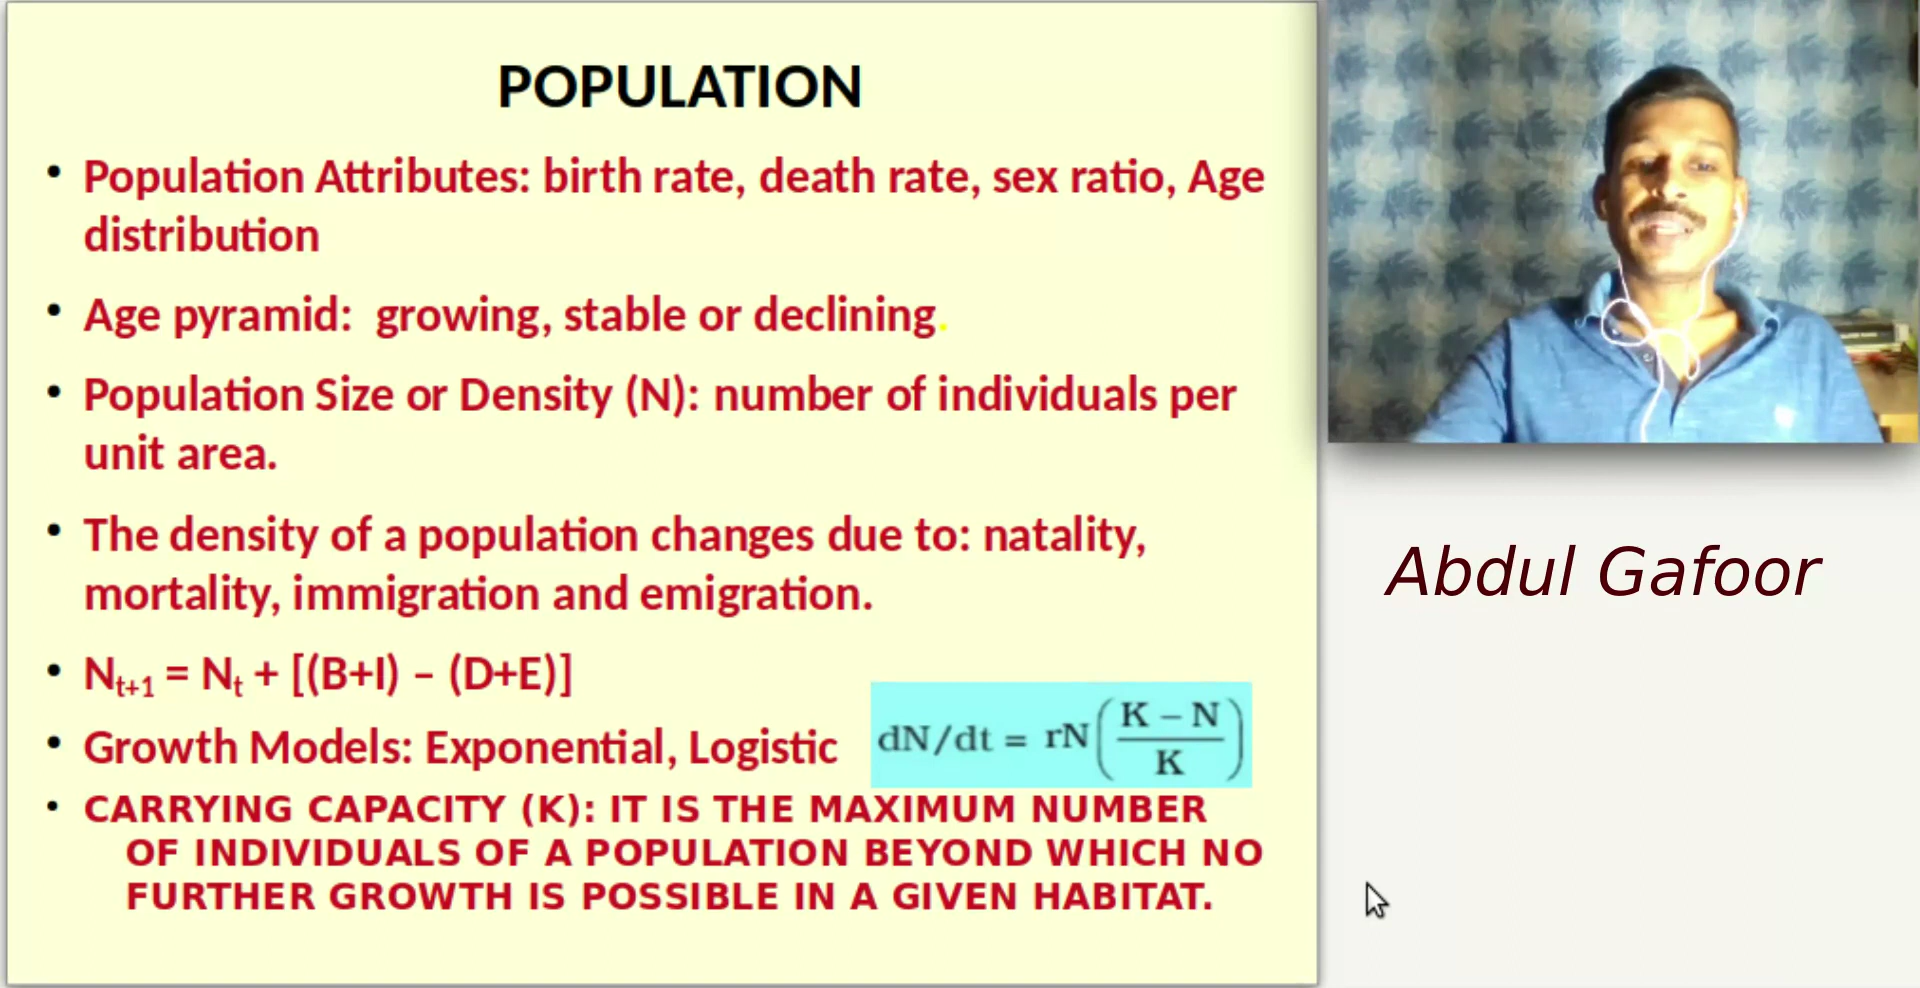 POPULATION
• Population Attributes: birth rate, death rate, sex ratio, Age
distribution
• Age pyramid: growing, stable or declining.
• Population Size or Density (N): number of individuals per
unit area.
• The density of a population changes due to: natality,
mortality, immigration and emigration.
• Nt+1 = Nt + [(B+I) – (D+E)]
• Growth Models: Exponential, Logistic
dN/dt = rN(K – N / K)
• CARRYING CAPACITY (K): IT IS THE MAXIMUM NUMBER
OF INDIVIDUALS OF A POPULATION BEYOND WHICH NO
FURTHER GROWTH IS POSSIBLE IN A GIVEN HABITAT.
Abdul Gafoor